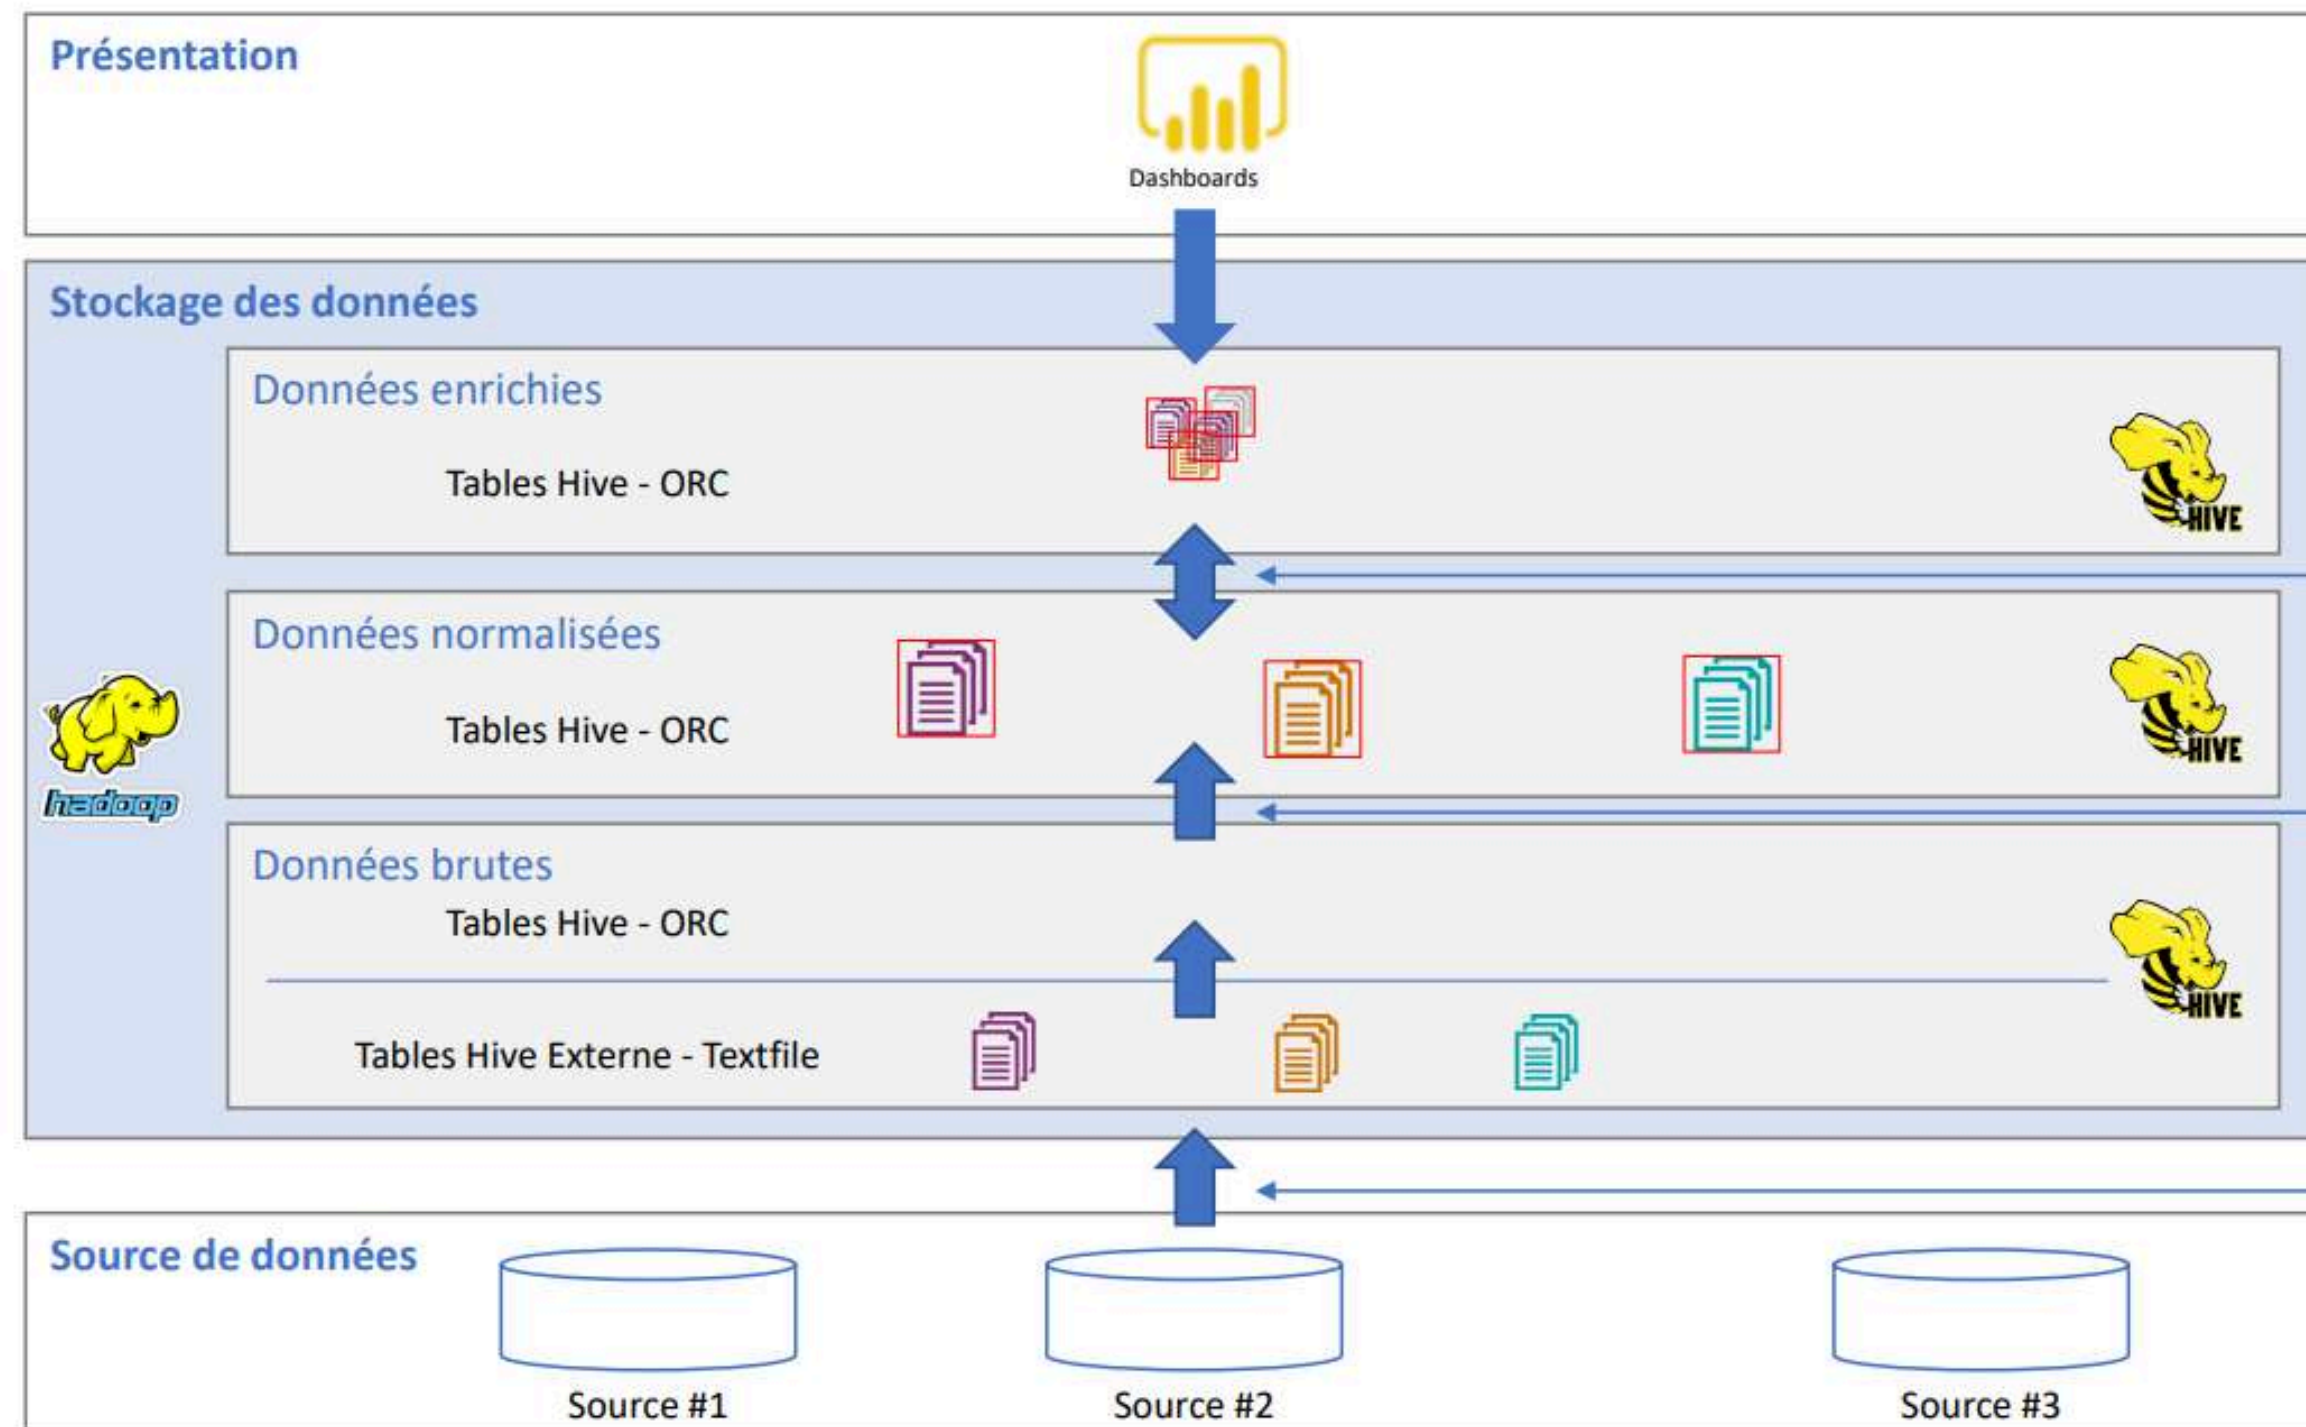 Présentation
Dashboards
Stockage des données
Données enrichies
Tables Hive - ORC
HIVE
Données normalisées
Tables Hive - ORC
HIVE
hadoop
Données brutes
Tables Hive - ORC
HIVE
Tables Hive Externe - Textfile
Source de données
Source #1
Source #2
Source #3